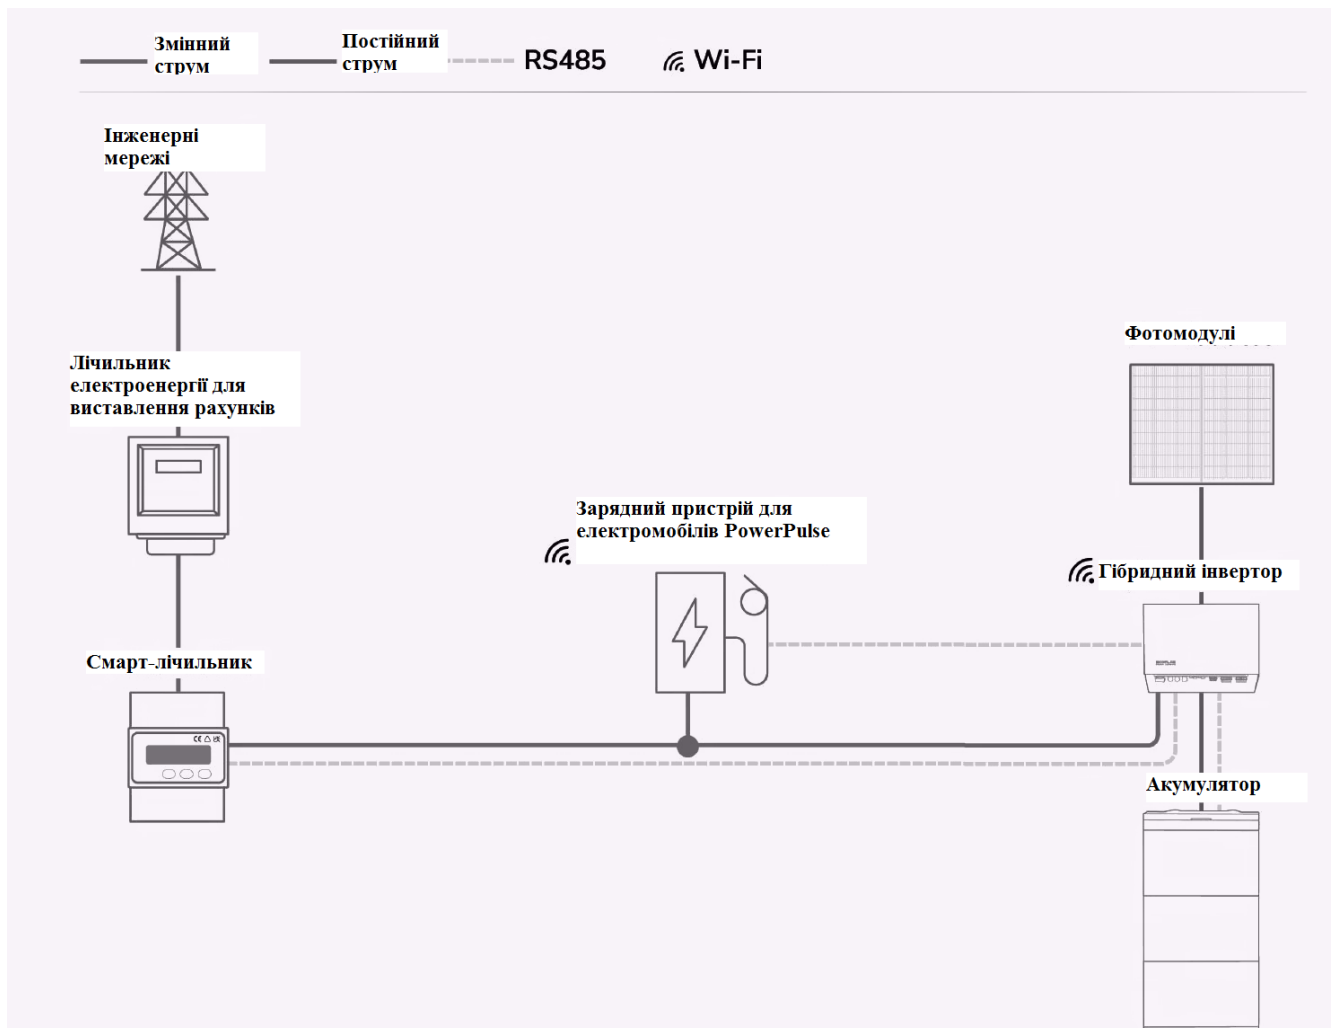 Змінний
струм
Постійний
струм
RS485
Wi-Fi
Інженерні
мережі
Лічильник
електроенергії для
виставлення рахунків
Фотомодулі
Зарядний пристрій для
електромобілів PowerPulse
Гібридний інвертор
Смарт-лічильник
Акумулятор